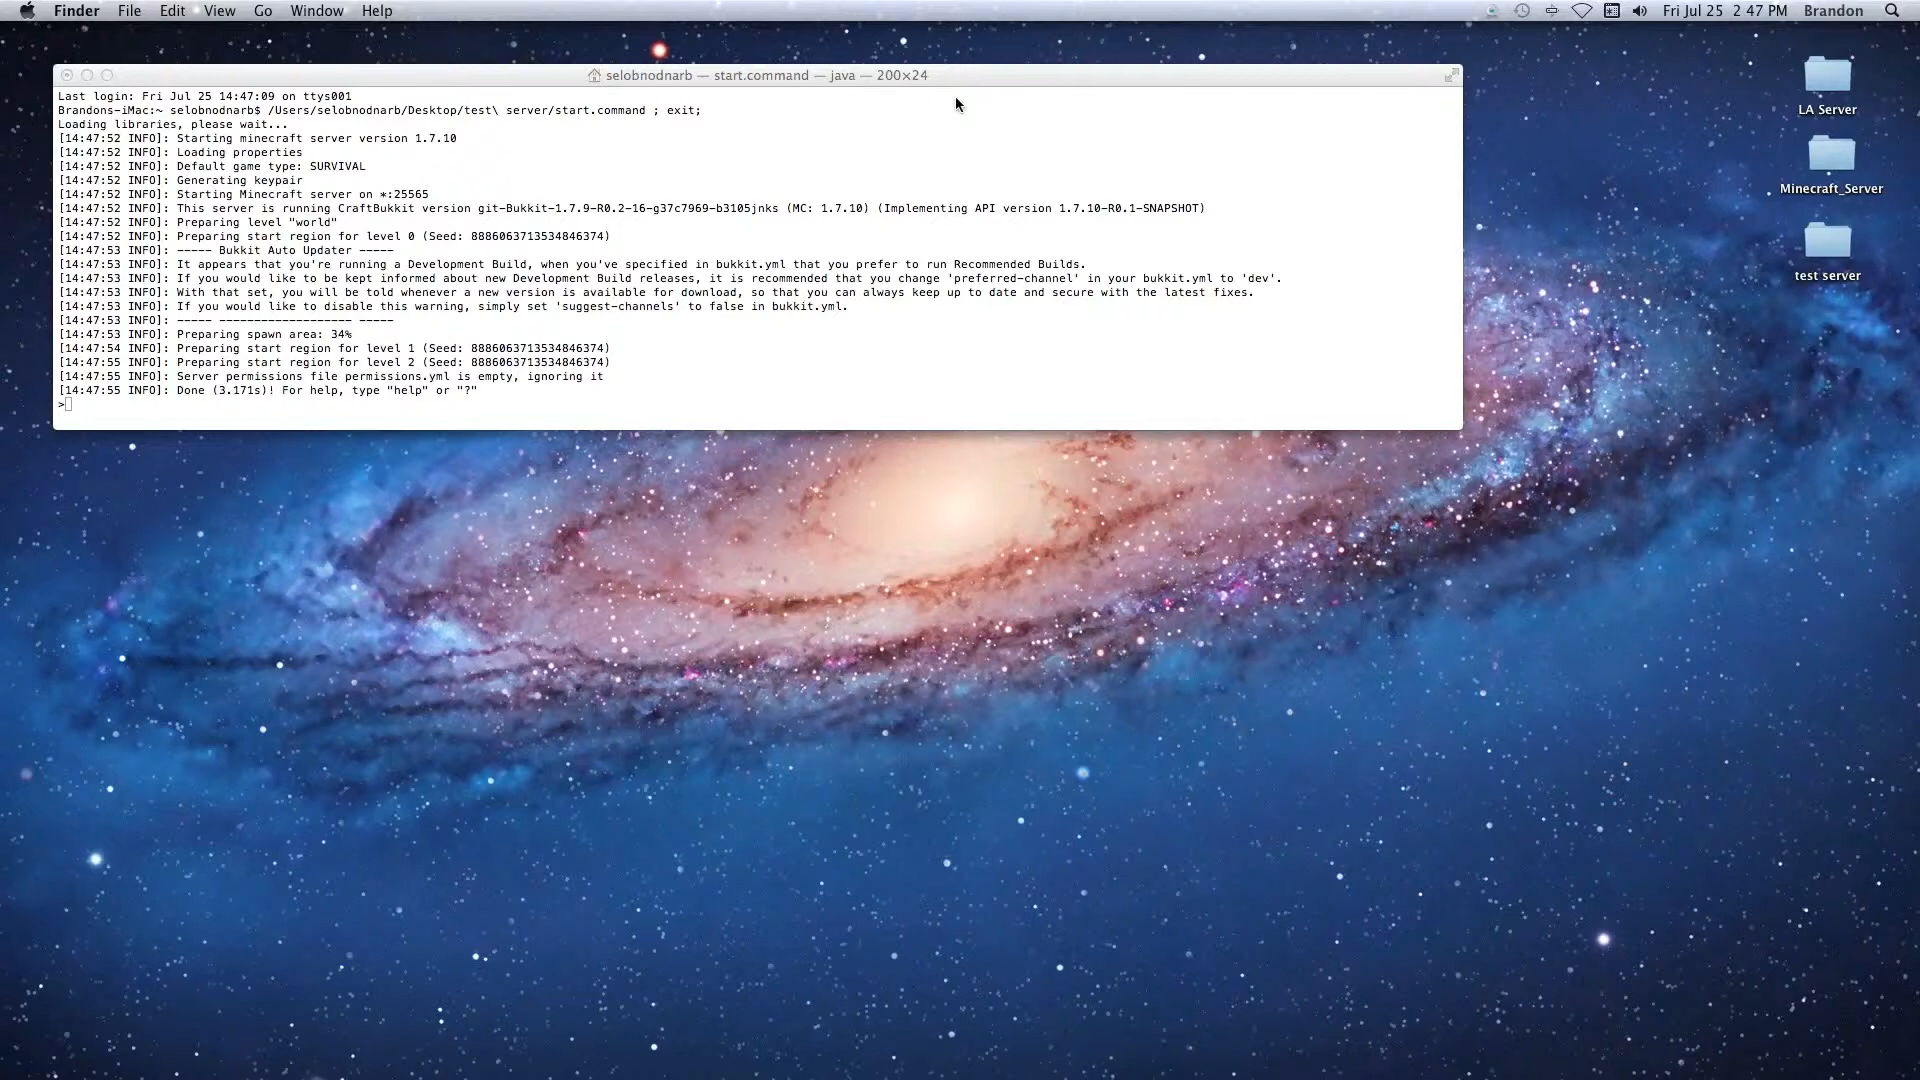 Finder File Edit View Go Window Help Fri Jul 25 2 47 PM Brandon
selobnodnarb — start.command — java — 200×24
Last login: Fri Jul 25 14:47:09 on ttys001
Brandons-iMac:~ selobnodnarb$ /Users/selobnodnarb/Desktop/test\ server/start.command ; exit;
Loading libraries, please wait...
[14:47:52 INFO]: Starting minecraft server version 1.7.10
[14:47:52 INFO]: Loading properties
[14:47:52 INFO]: Default game type: SURVIVAL
[14:47:52 INFO]: Generating keypair
[14:47:52 INFO]: Starting Minecraft server on *:25565
[14:47:52 INFO]: This server is running CraftBukkit version git-Bukkit-1.7.9-R0.2-16-g37c7969-b3105jnks (MC: 1.7.10) (Implementing API version 1.7.10-R0.1-SNAPSHOT)
[14:47:52 INFO]: Preparing level "world"
[14:47:52 INFO]: Preparing start region for level 0 (Seed: 8886063713534846374)
[14:47:53 INFO]: ----- Bukkit Auto Updater -----
[14:47:53 INFO]: It appears that you're running a Development Build, when you've specified in bukkit.yml that you prefer to run Recommended Builds.
[14:47:53 INFO]: If you would like to be kept informed about new Development Build releases, it is recommended that you change 'preferred-channel' in your bukkit.yml to 'dev'.
[14:47:53 INFO]: With that set, you will be told whenever a new version is available for download, so that you can always keep up to date and secure with the latest fixes.
[14:47:53 INFO]: If you would like to disable this warning, simply set 'suggest-channels' to false in bukkit.yml.
[14:47:53 INFO]: ----- ------------------- -----
[14:47:53 INFO]: Preparing spawn area: 34%
[14:47:54 INFO]: Preparing start region for level 1 (Seed: 8886063713534846374)
[14:47:55 INFO]: Preparing start region for level 2 (Seed: 8886063713534846374)
[14:47:55 INFO]: Server permissions file permissions.yml is empty, ignoring it
[14:47:55 INFO]: Done (3.171s)! For help, type "help" or "?"
>
LA Server
Minecraft_Server
test server